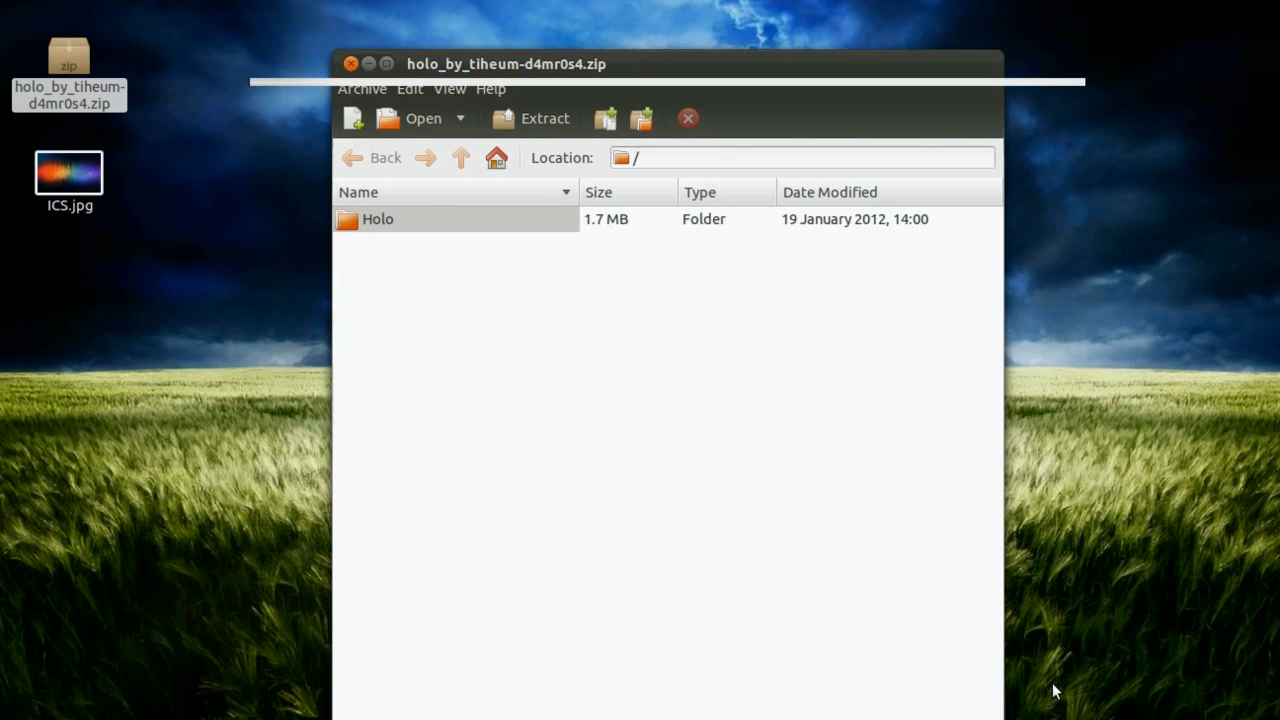 zip
holo_by_tiheum-
d4mr0s4.zip
ICS.jpg
holo_by_tiheum-d4mr0s4.zip
Archive Edit View Help
Open Extract
Back Location: /
Name Size Type Date Modified
Holo 1.7 MB Folder 19 January 2012, 14:00